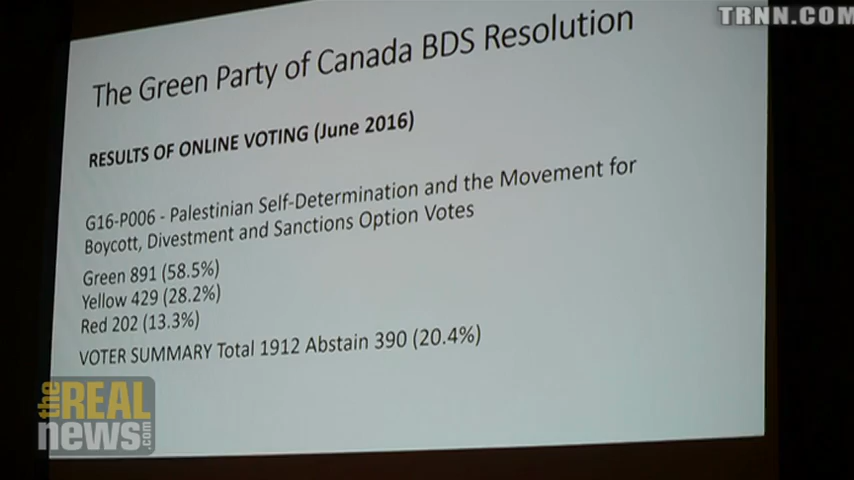 TRNN.COM
The Green Party of Canada BDS Resolution
RESULTS OF ONLINE VOTING (June 2016)
G16-P006 - Palestinian Self-Determination and the Movement for
Boycott, Divestment and Sanctions Option Votes
Green 891 (58.5%)
Yellow 429 (28.2%)
Red 202 (13.3%)
VOTER SUMMARY Total 1912 Abstain 390 (20.4%)
the REAL
news.com